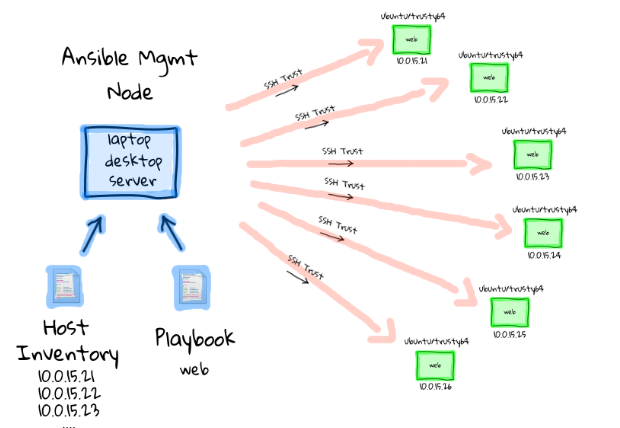 Ansible Mgmt
Node
laptop
desktop
server
Host
Inventory
10.0.15.21
10.0.15.22
10.0.15.23
....
Playbook
web
SSH Trust
SSH Trust
SSH Trust
SSH Trust
SSH Trust
SSH Trust
Ubuntu/trusty64
web
10.0.15.21
Ubuntu/trusty64
web
10.0.15.22
Ubuntu/trusty64
web
10.0.15.23
Ubuntu/trusty64
web
10.0.15.24
Ubuntu/trusty64
web
10.0.15.25
Ubuntu/trusty64
web
10.0.15.26